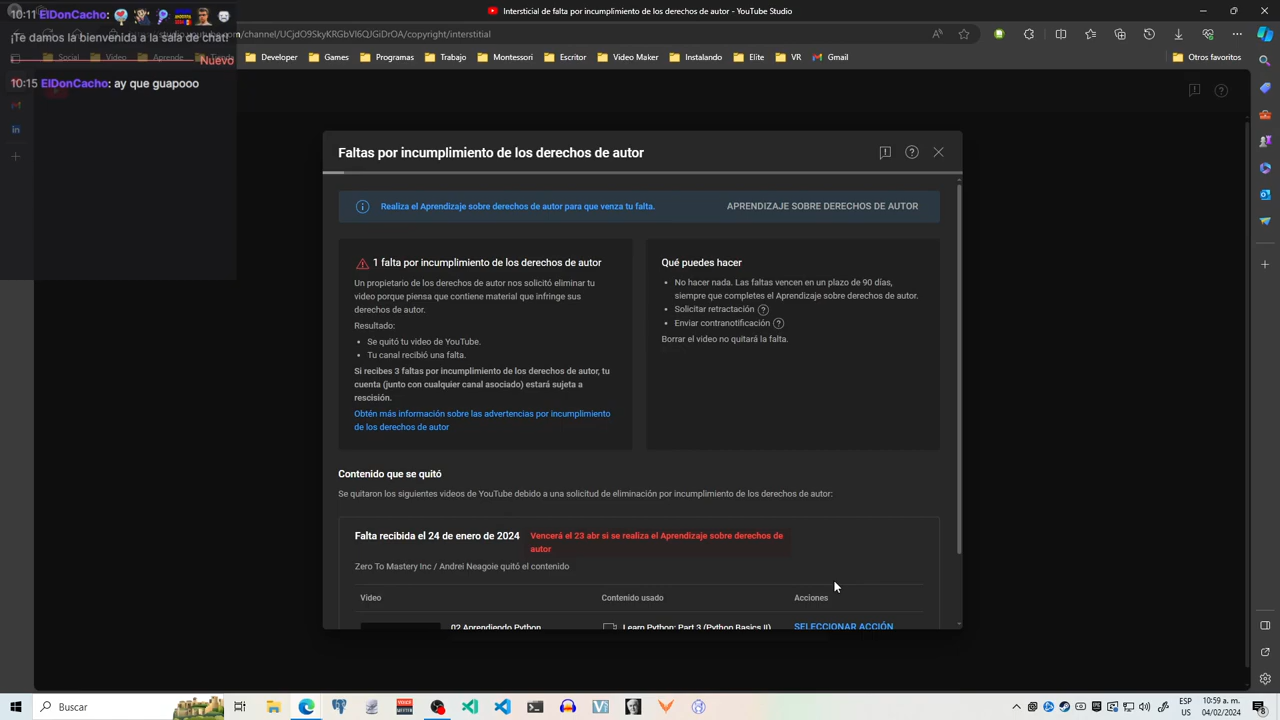 10:11 ElDonCacho:
¡Te damos la bienvenida a la sala de chat!
Nuevo
10:15 ElDonCacho: ay que guapooo
Intersticial de falta por incumplimiento de los derechos de autor - YouTube Studio
.com/channel/UCjdO9SkyKRGbVl6QJGiDrOA/copyright/interstitial
Social
Video
Aprende
Developer
Games
Programas
Trabajo
Montessori
Escritor
Video Maker
Instalando
Elite
VR
Gmail
Otros favoritos
Faltas por incumplimiento de los derechos de autor
Realiza el Aprendizaje sobre derechos de autor para que venza tu falta.
APRENDIZAJE SOBRE DERECHOS DE AUTOR
1 falta por incumplimiento de los derechos de autor
Un propietario de los derechos de autor nos solicitó eliminar tu
video porque piensa que contiene material que infringe sus
derechos de autor.
Resultado:
• Se quitó tu video de YouTube.
• Tu canal recibió una falta.
Si recibes 3 faltas por incumplimiento de los derechos de autor, tu
cuenta (junto con cualquier canal asociado) estará sujeta a
rescisión.
Obtén más información sobre las advertencias por incumplimiento
de los derechos de autor
Qué puedes hacer
• No hacer nada. Las faltas vencen en un plazo de 90 días,
siempre que completes el Aprendizaje sobre derechos de autor.
• Solicitar retractación
• Enviar contranotificación
Borrar el video no quitará la falta.
Contenido que se quitó
Se quitaron los siguientes videos de YouTube debido a una solicitud de eliminación por incumplimiento de los derechos de autor:
Falta recibida el 24 de enero de 2024
Vencerá el 23 abr si se realiza el Aprendizaje sobre derechos de
autor
Zero To Mastery Inc / Andrei Neagoie quitó el contenido
Video
Contenido usado
Acciones
02 Aprendiendo Python
Learn Python: Part 3 (Python Basics II)
SELECCIONAR ACCIÓN
Buscar
ESP
US
10:59 a. m.
04/02/2024